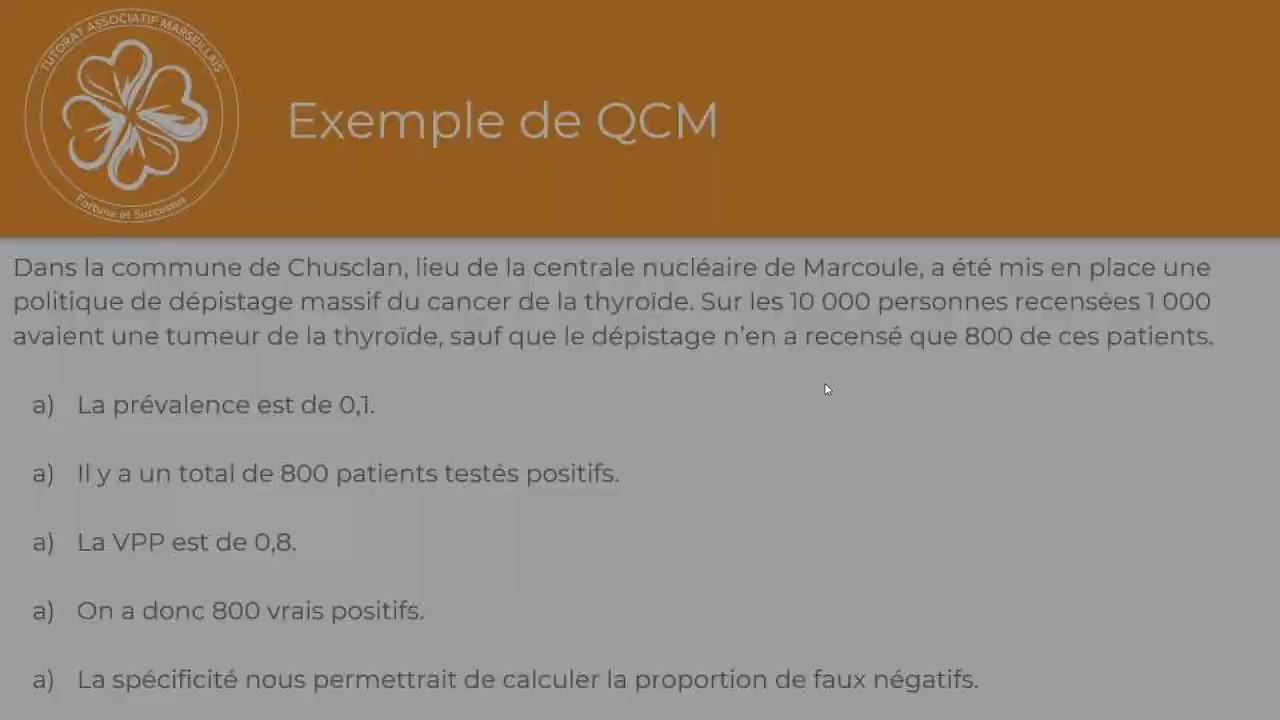 TUTORAT ASSOCIATIF MARSEILLAIS
Fortuna et Successus
Exemple de QCM
Dans la commune de Chusclan, lieu de la centrale nucléaire de Marcoule, a été mis en place une
politique de dépistage massif du cancer de la thyroïde. Sur les 10 000 personnes recensées 1 000
avaient une tumeur de la thyroïde, sauf que le dépistage n'en a recensé que 800 de ces patients.
a) La prévalence est de 0,1.
a) Il y a un total de 800 patients testés positifs.
a) La VPP est de 0,8.
a) On a donc 800 vrais positifs.
a) La spécificité nous permettrait de calculer la proportion de faux négatifs.